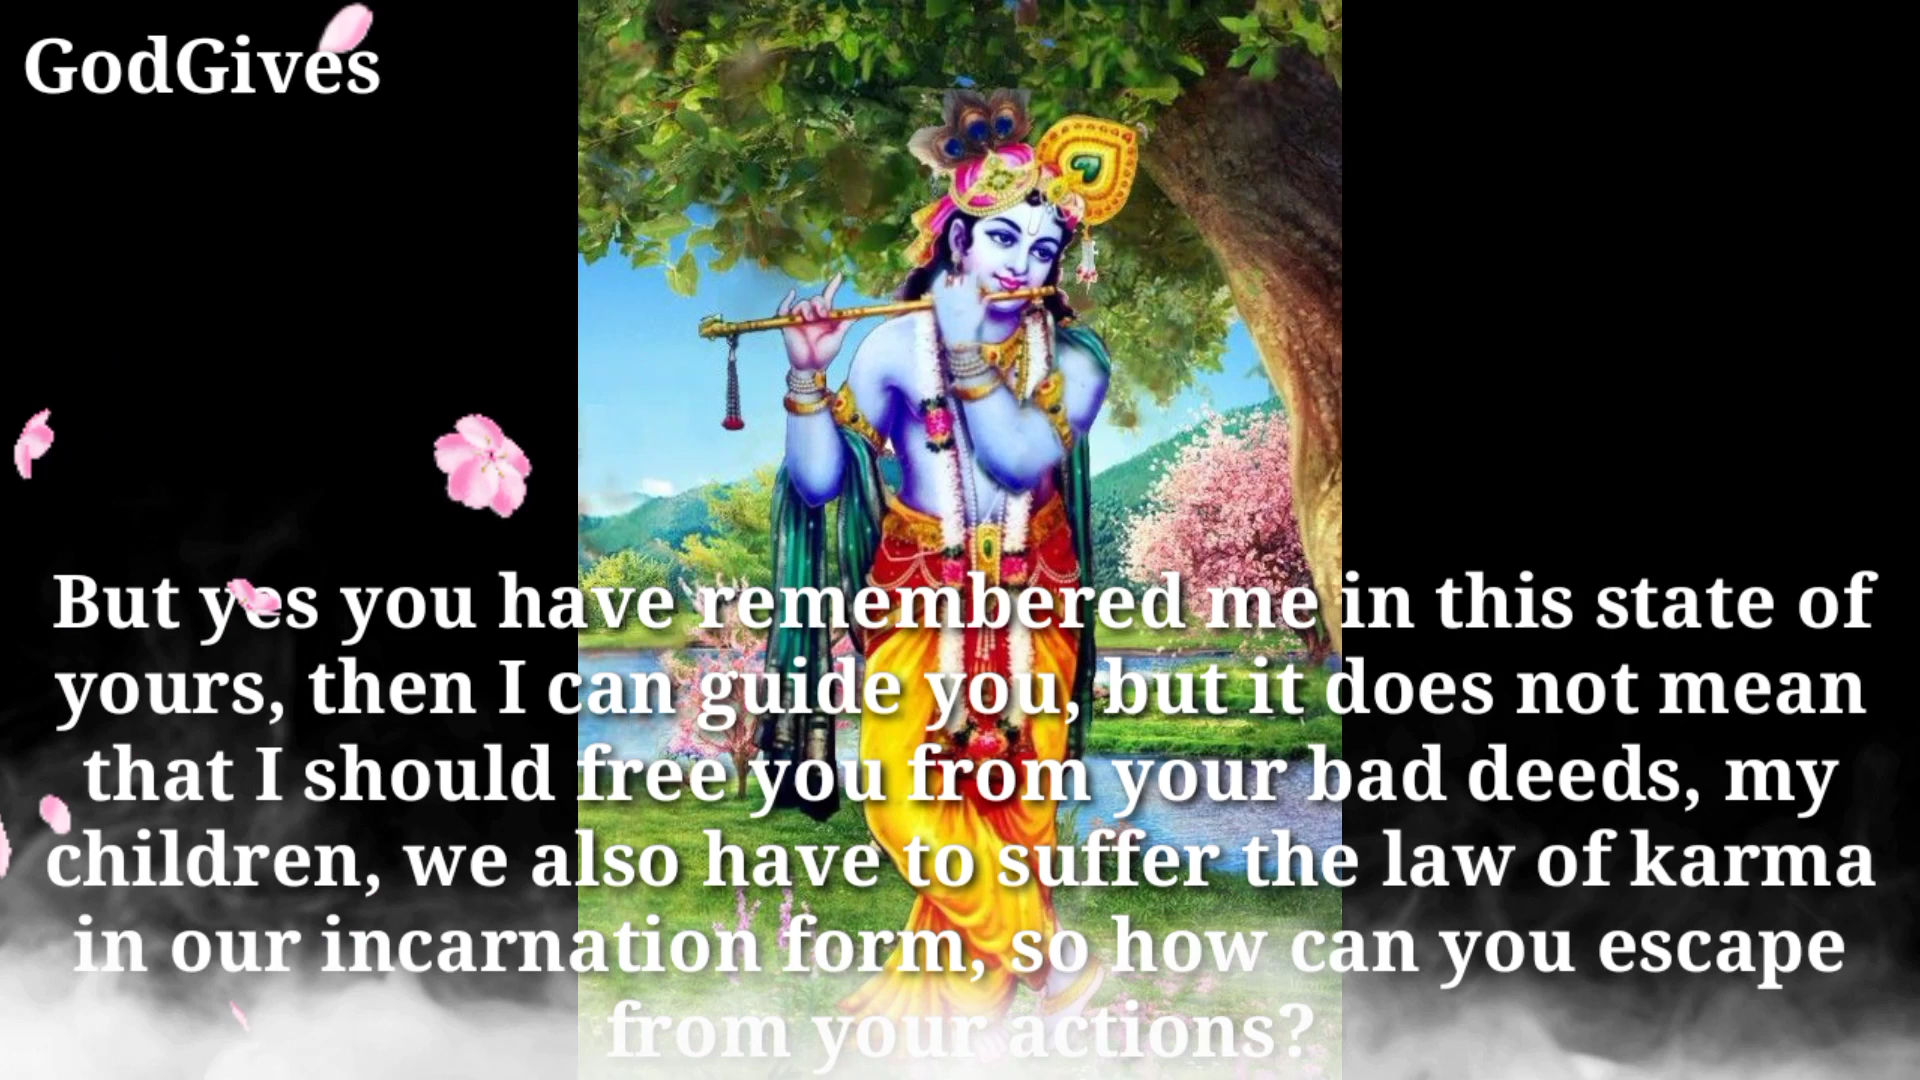 GodGives
But yes you have remembered me in this state of
yours, then I can guide you, but it does not mean
that I should free you from your bad deeds, my
children, we also have to suffer the law of karma
in our incarnation form, so how can you escape
from your actions?